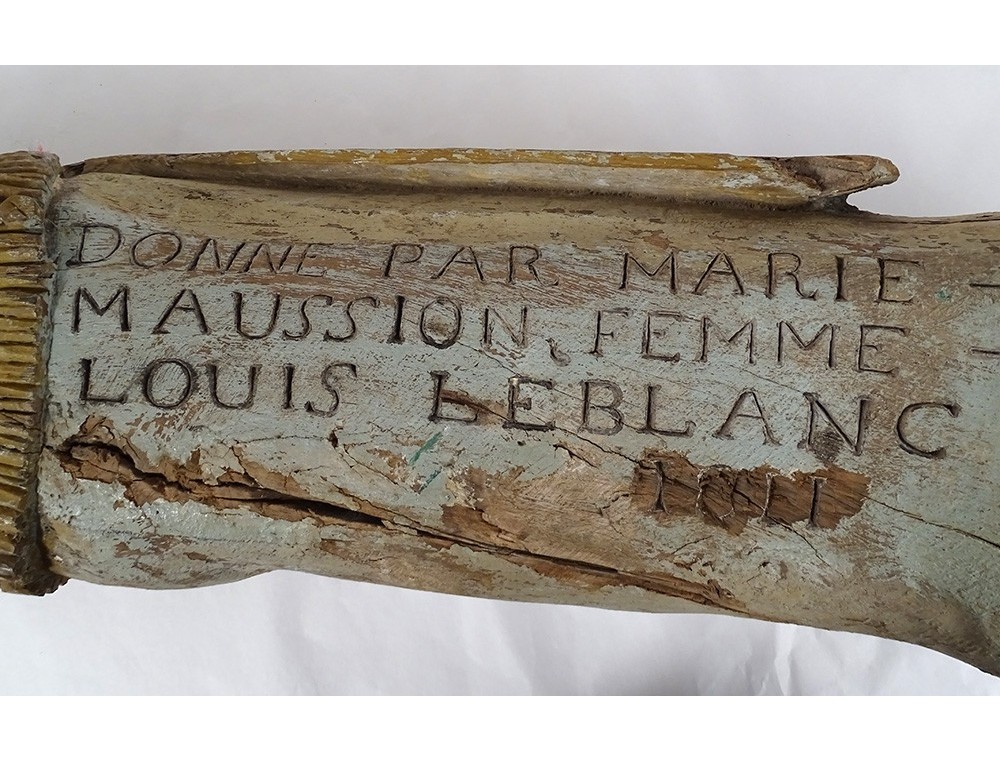 DONNE PAR MARIE -
MAUSSION, FEMME -
LOUIS LEBLANC